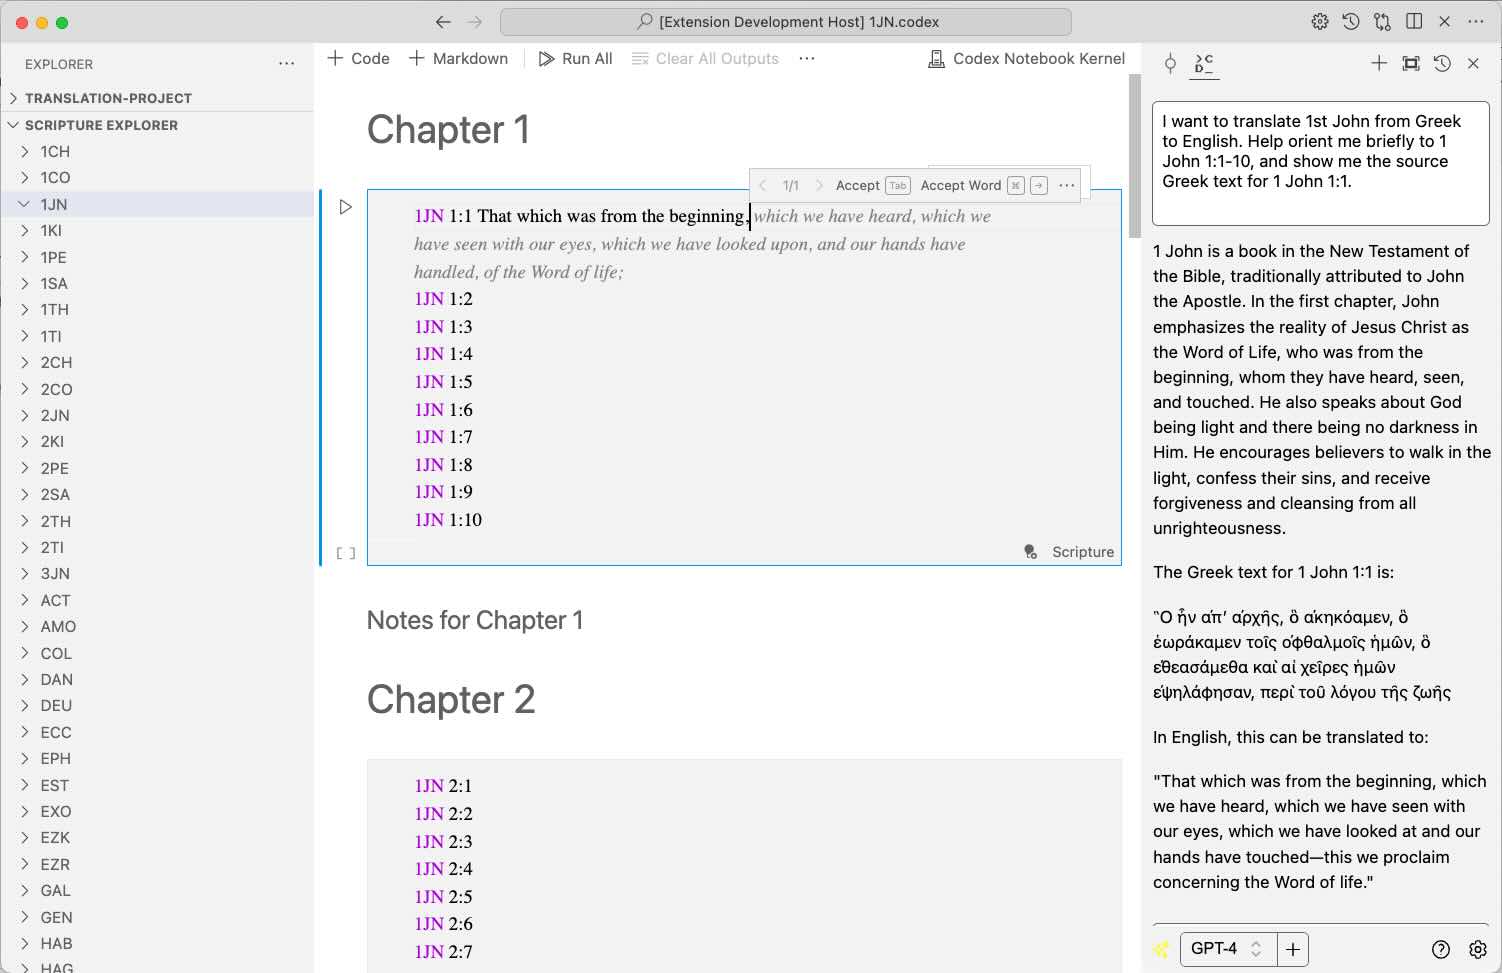 [Extension Development Host] 1JN.codex
EXPLORER
TRANSLATION-PROJECT
SCRIPTURE EXPLORER
1CH
1CO
1JN
1KI
1PE
1SA
1TH
1TI
2CH
2CO
2JN
2KI
2PE
2SA
2TH
2TI
3JN
ACT
AMO
COL
DAN
DEU
ECC
EPH
EST
EXO
EZK
EZR
GAL
GEN
HAB
HAG
Code Markdown Run All Clear All Outputs ··· Codex Notebook Kernel
Chapter 1
1/1 Accept Tab Accept Word ⌘ → ···
1JN 1:1 That which was from the beginning, which we have heard, which we
have seen with our eyes, which we have looked upon, and our hands have
handled, of the Word of life;
1JN 1:2
1JN 1:3
1JN 1:4
1JN 1:5
1JN 1:6
1JN 1:7
1JN 1:8
1JN 1:9
1JN 1:10
[ ]
Scripture
Notes for Chapter 1
Chapter 2
1JN 2:1
1JN 2:2
1JN 2:3
1JN 2:4
1JN 2:5
1JN 2:6
1JN 2:7
>C
D_
I want to translate 1st John from Greek
to English. Help orient me briefly to 1
John 1:1-10, and show me the source
Greek text for 1 John 1:1.
1 John is a book in the New Testament of
the Bible, traditionally attributed to John
the Apostle. In the first chapter, John
emphasizes the reality of Jesus Christ as
the Word of Life, who was from the
beginning, whom they have heard, seen,
and touched. He also speaks about God
being light and there being no darkness in
Him. He encourages believers to walk in the
light, confess their sins, and receive
forgiveness and cleansing from all
unrighteousness.
The Greek text for 1 John 1:1 is:
Ὃ ἦν ἀπ’ ἀρχῆς, ὃ ἀκηκόαμεν, ὃ
ἑωράκαμεν τοῖς ὀφθαλμοῖς ἡμῶν, ὃ
ἐθεασάμεθα καὶ αἱ χεῖρες ἡμῶν
ἐψηλάφησαν, περὶ τοῦ λόγου τῆς ζωῆς
In English, this can be translated to:
"That which was from the beginning, which
we have heard, which we have seen with
our eyes, which we have looked at and our
hands have touched—this we proclaim
concerning the Word of life."
GPT-4